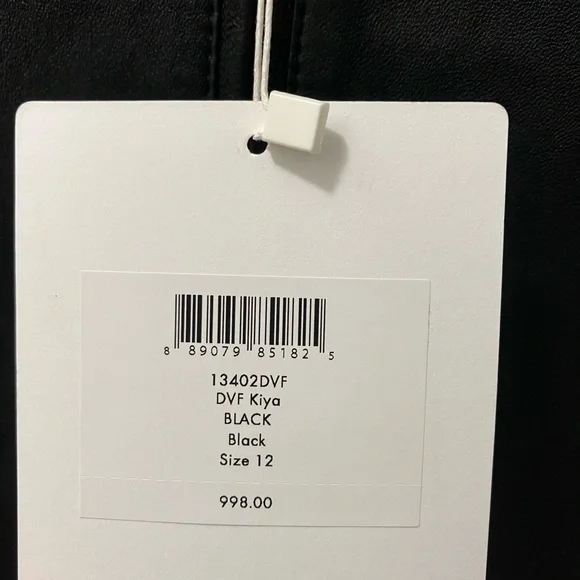 8 89079 85182 5
13402DVF
DVF Kiya
BLACK
Black
Size 12
998.00